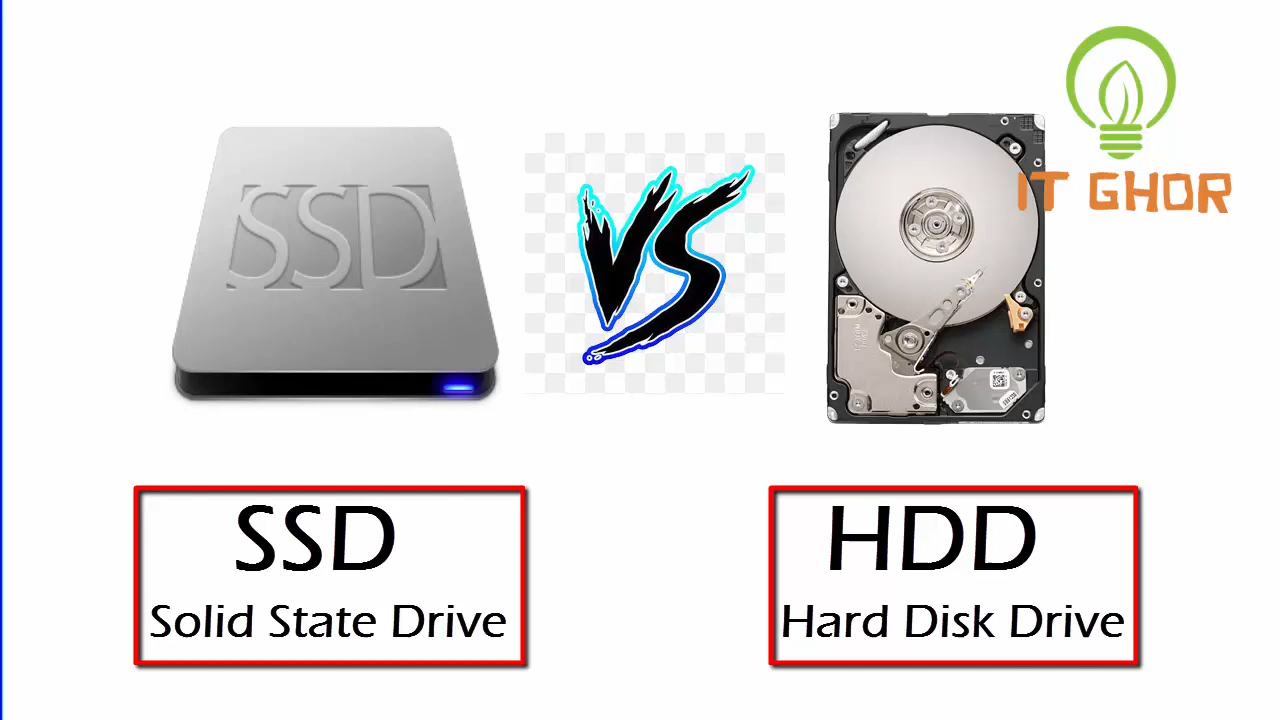 SSD
VS
IT GHOR
SSD
Solid State Drive
HDD
Hard Disk Drive